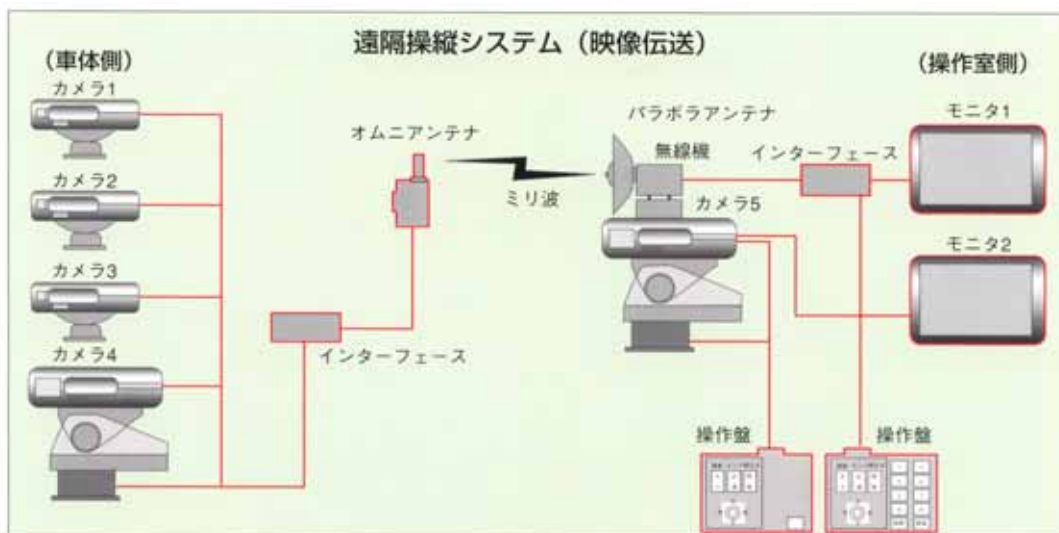 遠隔操縦システム（映像伝送）
（車体側）
カメラ1
カメラ2
カメラ3
カメラ4
インターフェース
オムニアンテナ
ミリ波
（操作室側）
パラボラアンテナ
無線機
カメラ5
インターフェース
モニタ1
モニタ2
操作盤
操作盤